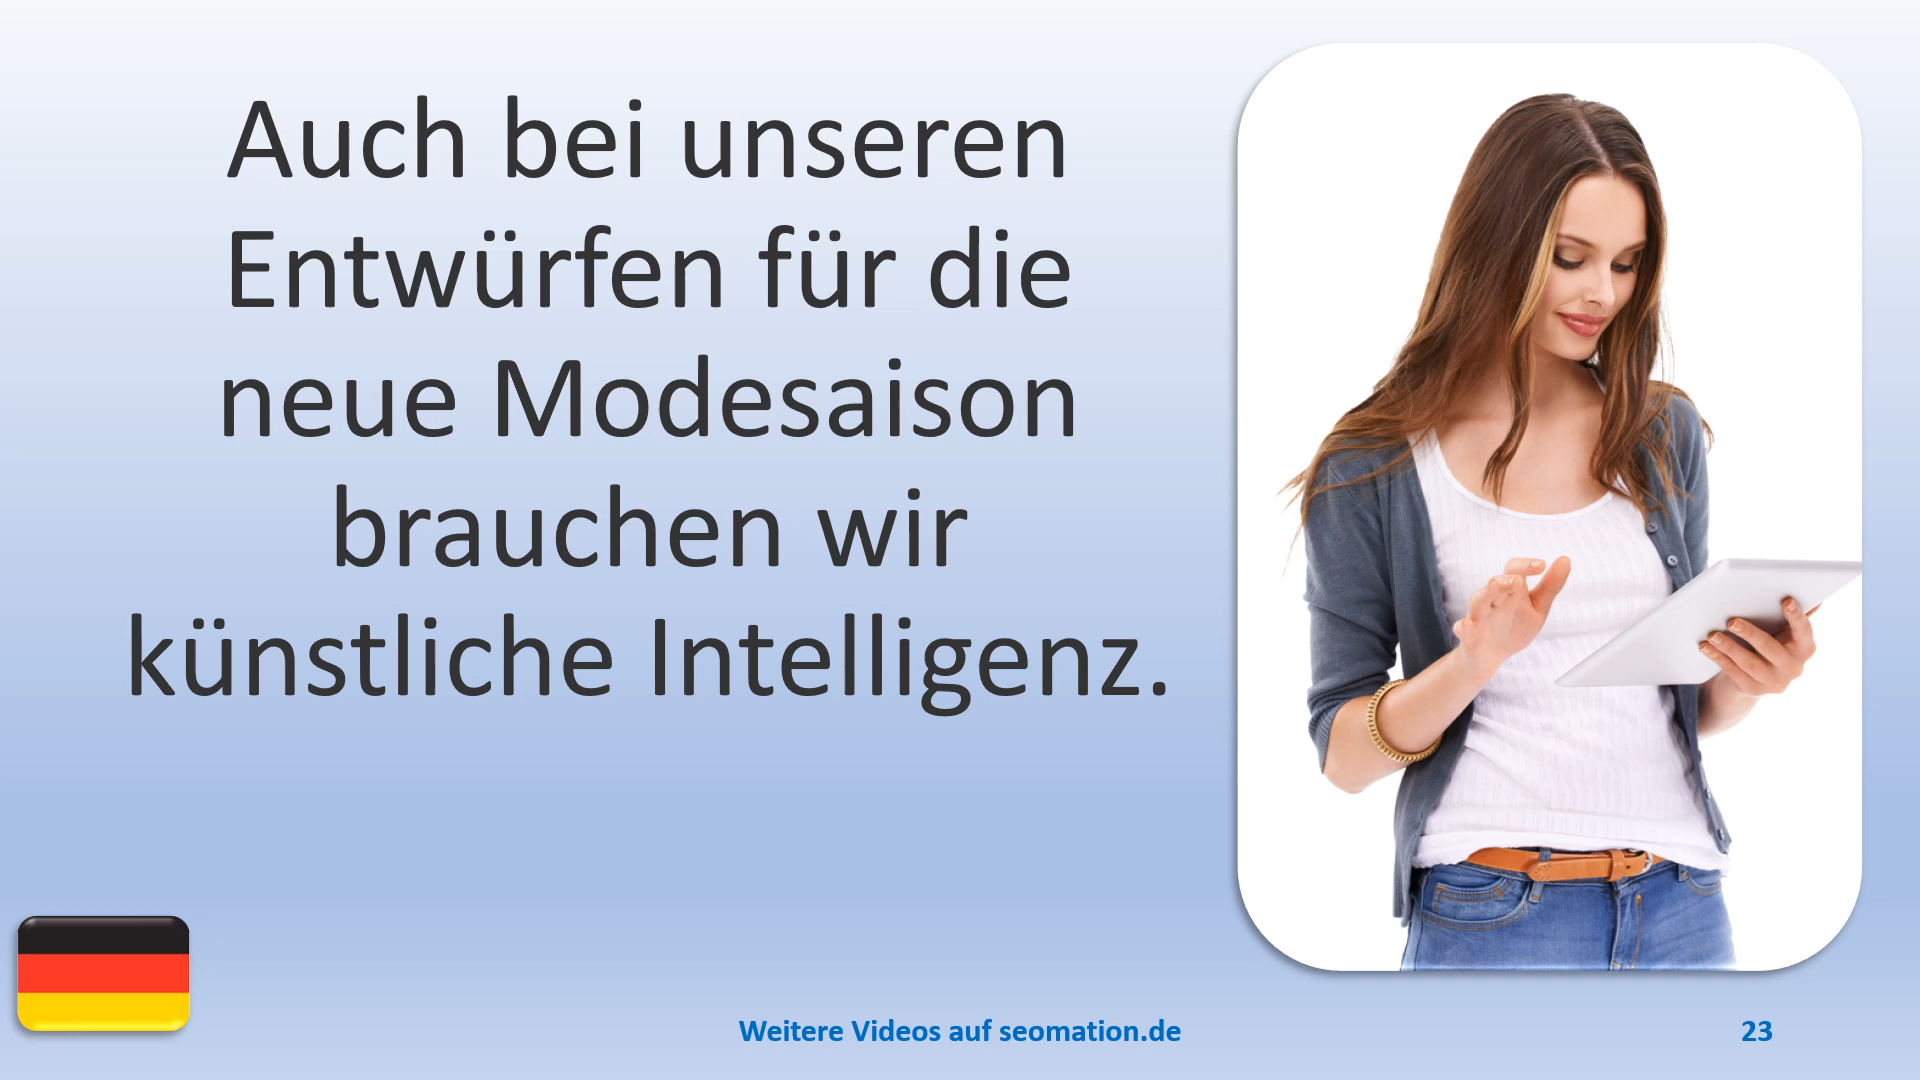 Auch bei unseren
Entwürfen für die
neue Modesaison
brauchen wir
künstliche Intelligenz.
Weitere Videos auf seomation.de
23